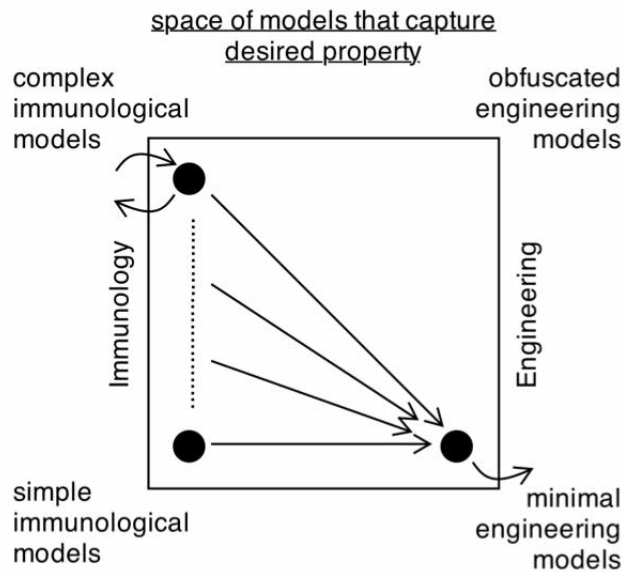 space of models that capture
desired property
complex
immunological
models
obfuscated
engineering
models
Immunology
Engineering
simple
immunological
models
minimal
engineering
models